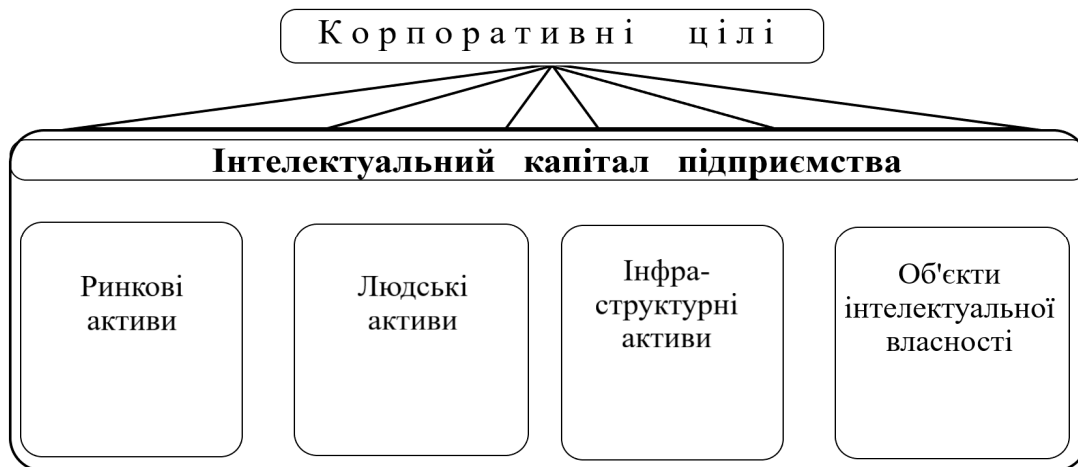 Корпоративні цілі
Інтелектуальний капітал підприємства
Ринкові
активи
Людські
активи
Інфра-
структурні
активи
Об'єкти
інтелектуальної
власності